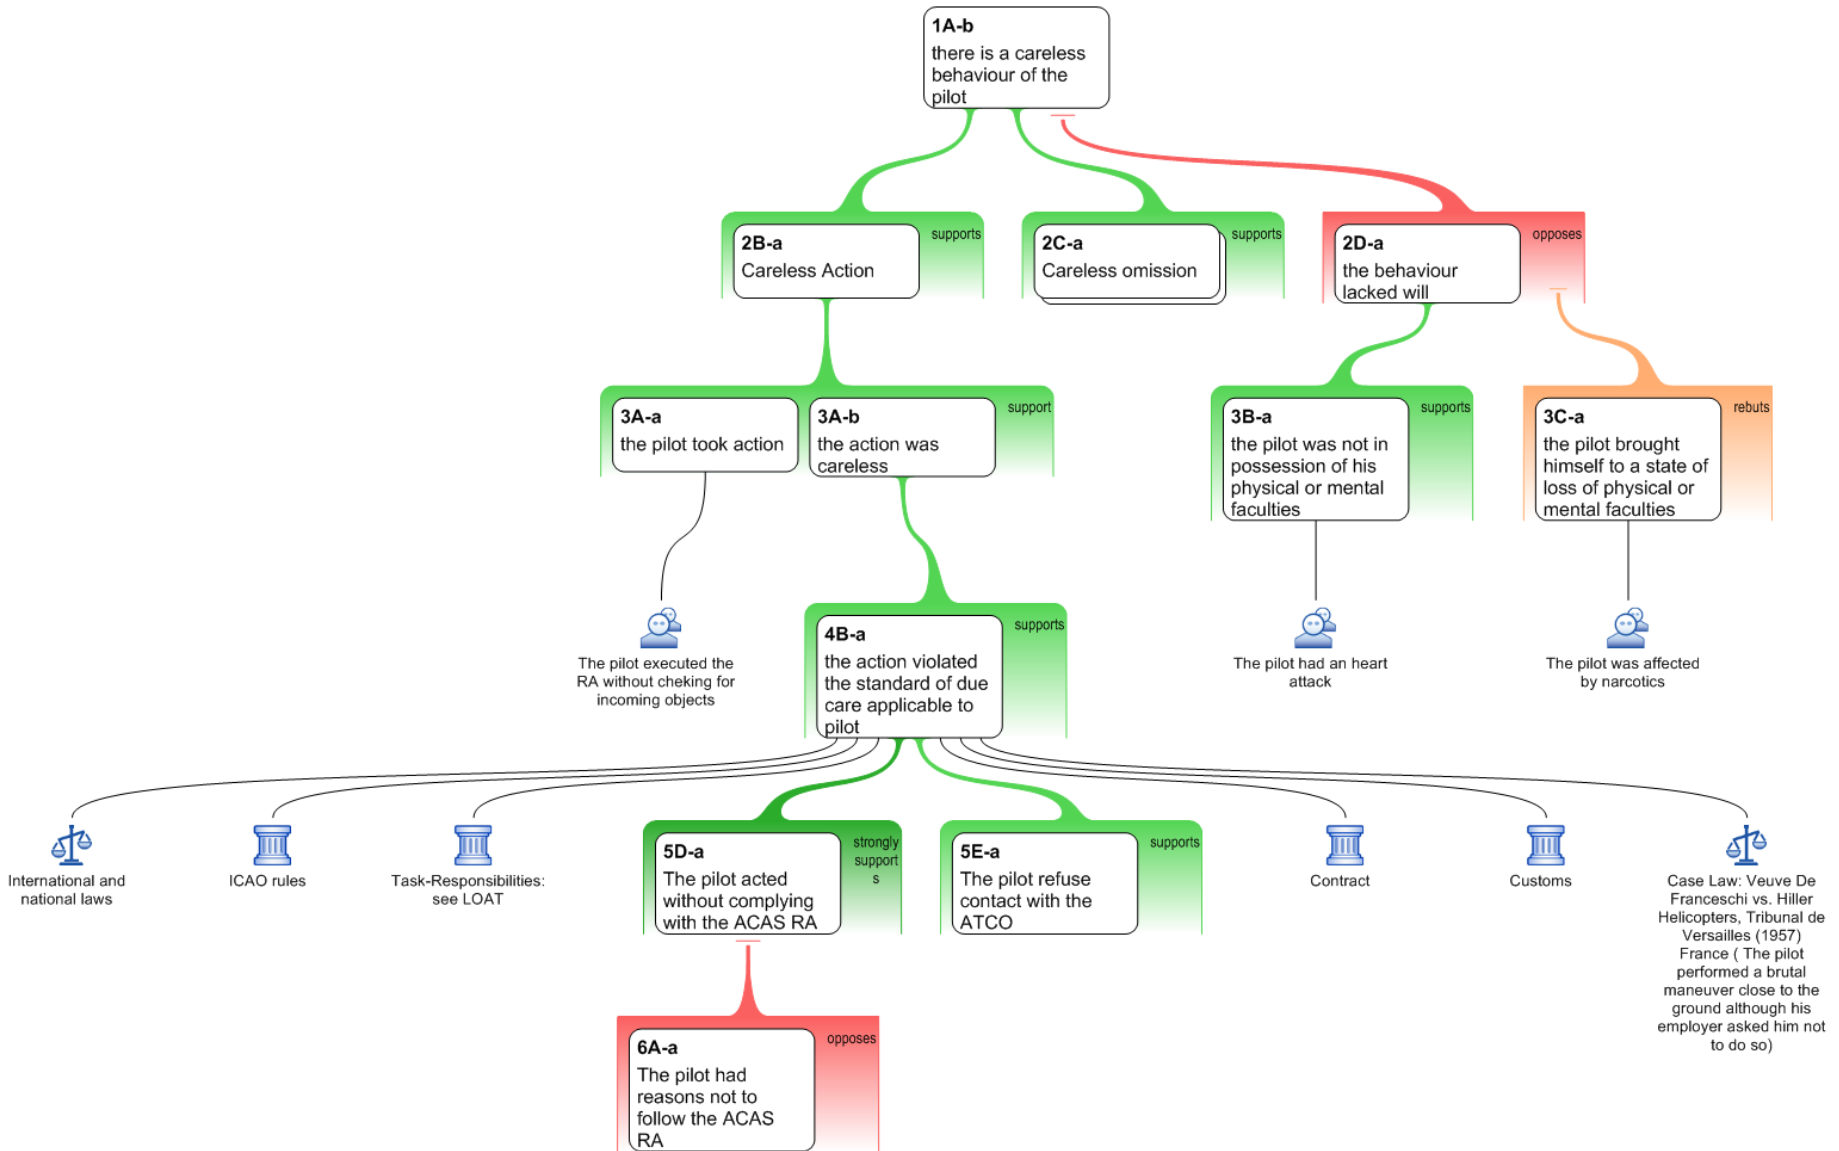 1A-b
there is a careless
behaviour of the
pilot
2B-a
Careless Action
supports
2C-a
Careless omission
supports
2D-a
the behaviour
lacked will
opposes
3A-a
the pilot took action
3A-b
the action was
careless
support
3B-a
the pilot was not in
possession of his
physical or mental
faculties
supports
3C-a
the pilot brought
himself to a state of
loss of physical or
mental faculties
rebuts
The pilot executed the
RA without cheking for
incoming objects
4B-a
the action violated
the standard of due
care applicable to
pilot
supports
The pilot had an heart
attack
The pilot was affected
by narcotics
International and
national laws
ICAO rules
Task-Responsibilities:
see LOAT
5D-a
The pilot acted
without complying
with the ACAS RA
strongly
support
s
5E-a
The pilot refuse
contact with the
ATCO
supports
Contract
Customs
Case Law: Veuve De
Franceschi vs. Hiller
Helicopters, Tribunal de
Versailles (1957)
France ( The pilot
performed a brutal
maneuver close to the
ground although his
employer asked him not
to do so)
6A-a
The pilot had
reasons not to
follow the ACAS
RA
opposes